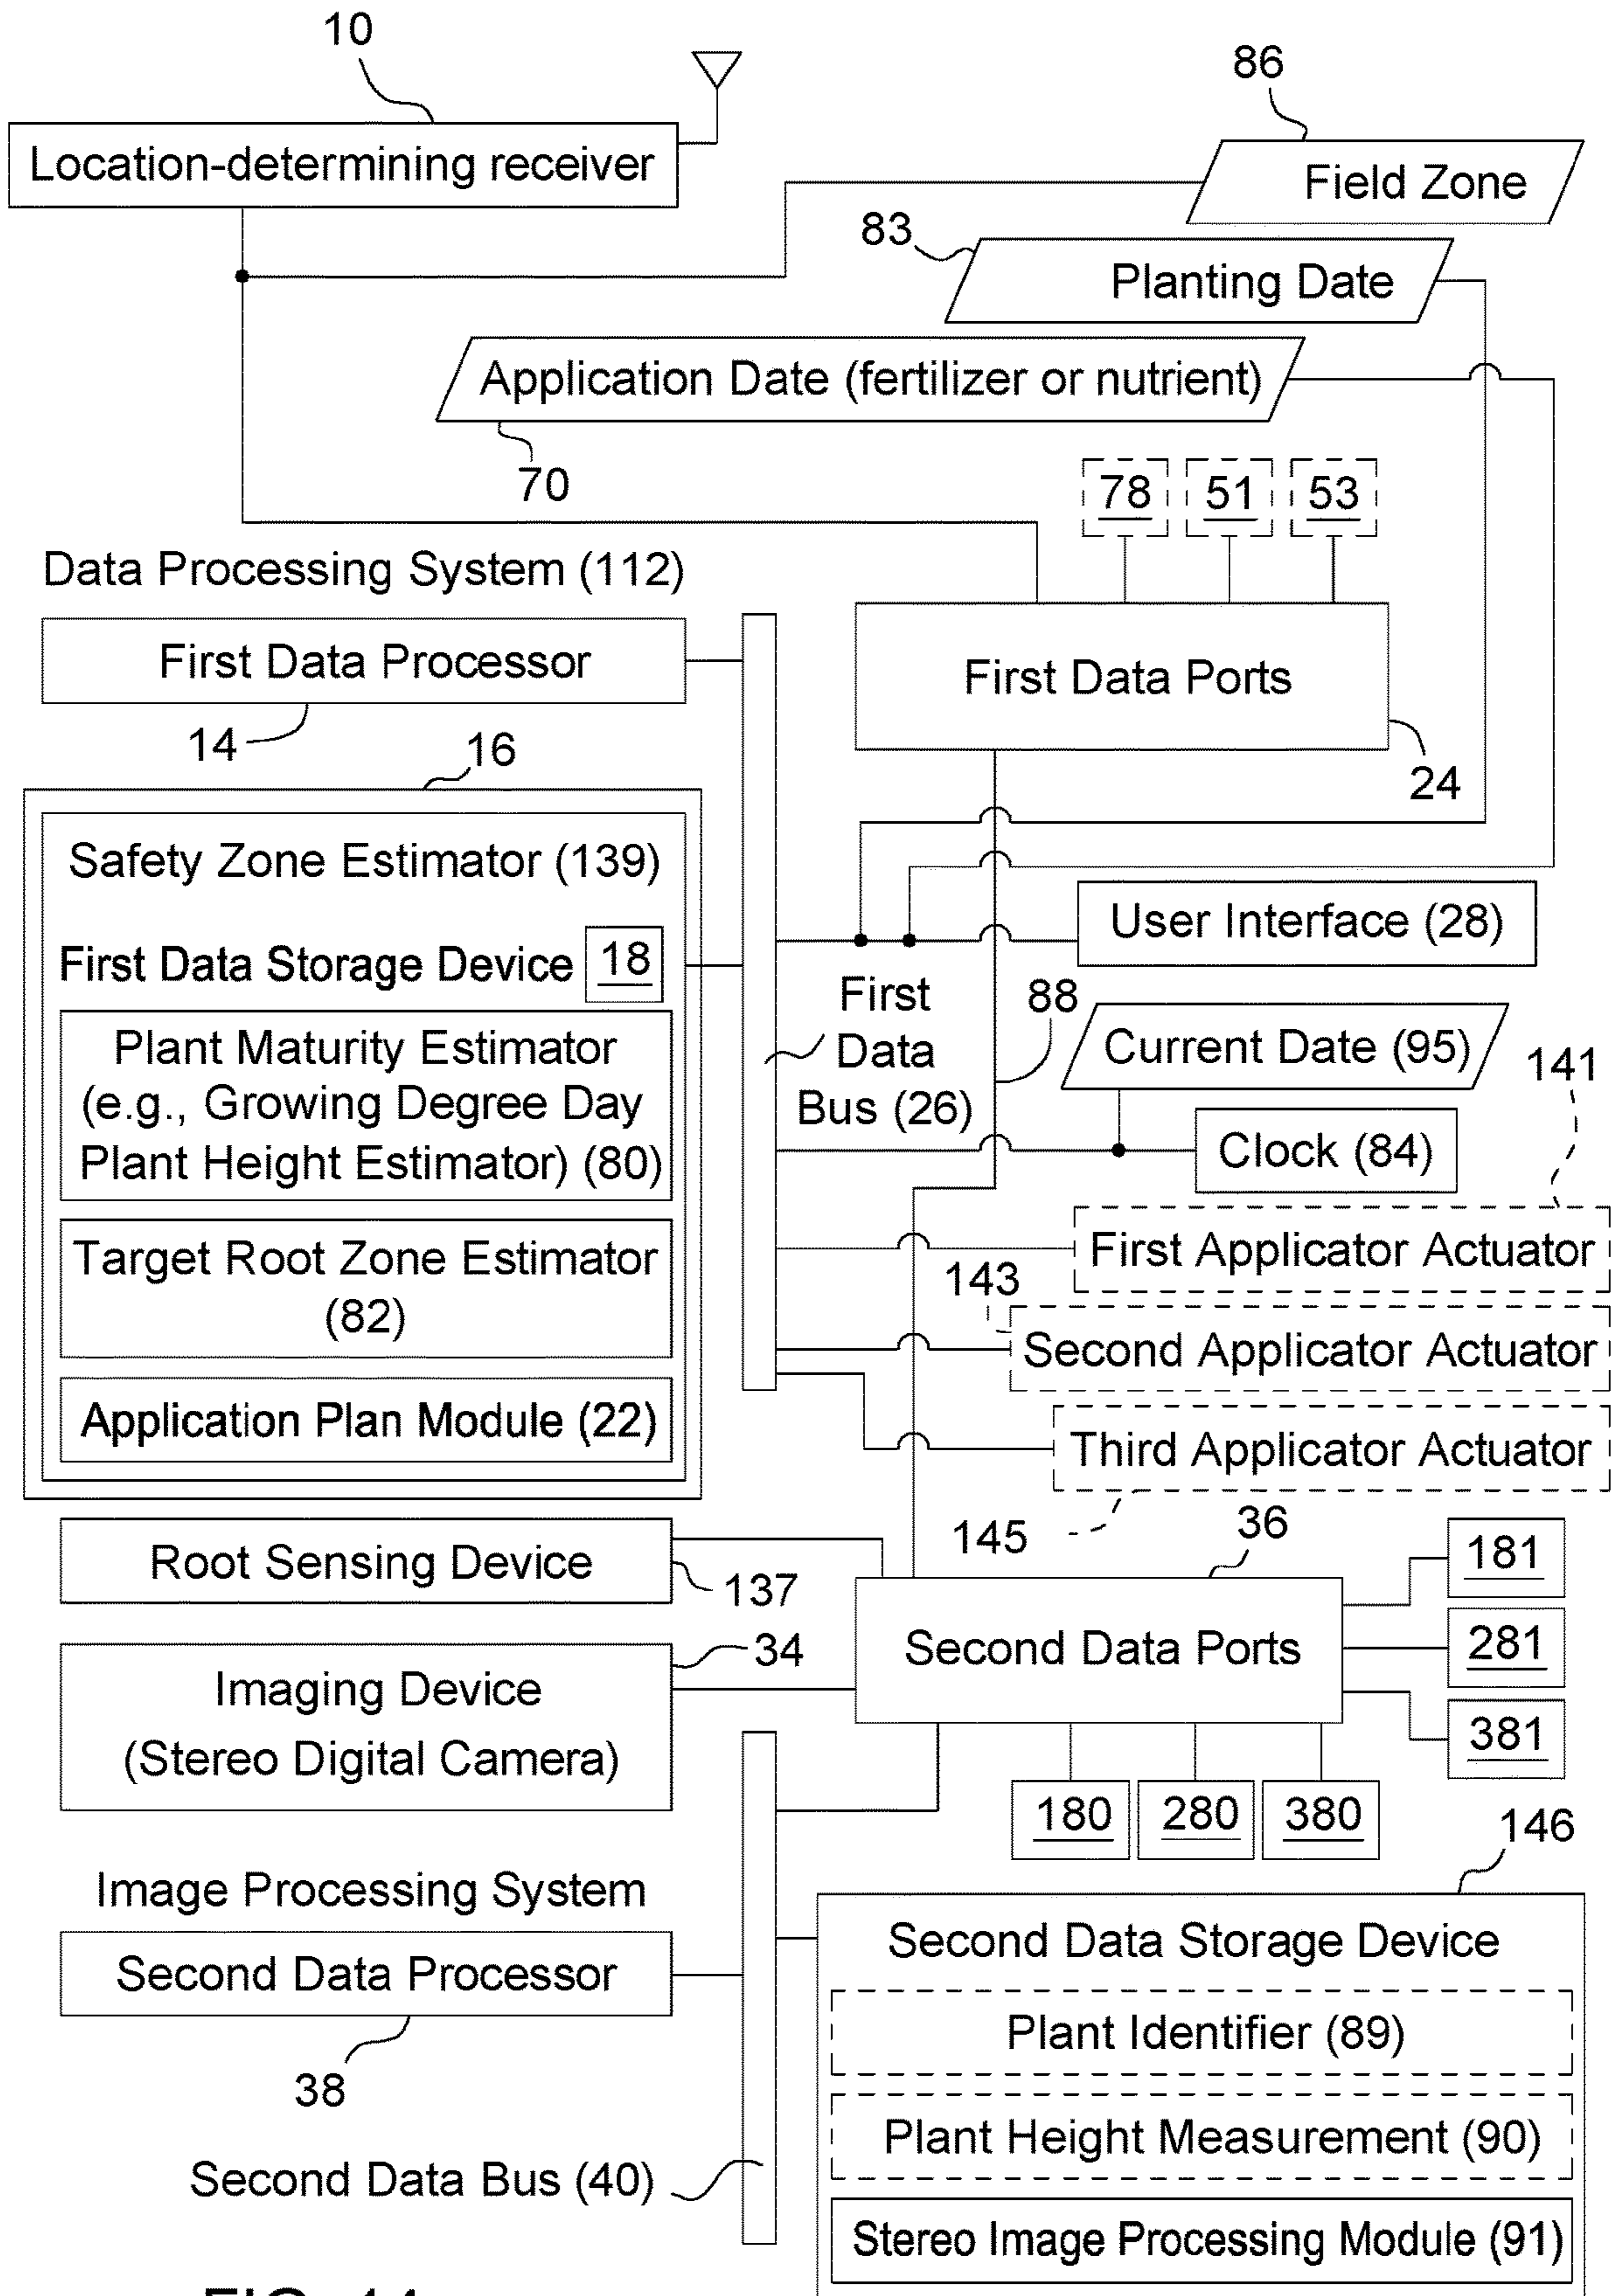 10
86
Location-determining receiver
Field Zone
83
Planting Date
Application Date (fertilizer or nutrient)
70
78
51
53
Data Processing System (112)
First Data Processor
First Data Ports
14
16
24
Safety Zone Estimator (139)
User Interface (28)
First Data Storage Device 18
First
Data
Bus (26)
88
Plant Maturity Estimator
(e.g., Growing Degree Day
Plant Height Estimator) (80)
Current Date (95)
141
Clock (84)
Target Root Zone Estimator
(82)
First Applicator Actuator
143
Second Applicator Actuator
Application Plan Module (22)
Third Applicator Actuator
145
36
Root Sensing Device
137
181
34
Second Data Ports
281
Imaging Device
(Stereo Digital Camera)
381
180
280
380
146
Image Processing System
Second Data Storage Device
Second Data Processor
Plant Identifier (89)
38
Plant Height Measurement (90)
Second Data Bus (40)
Stereo Image Processing Module (91)